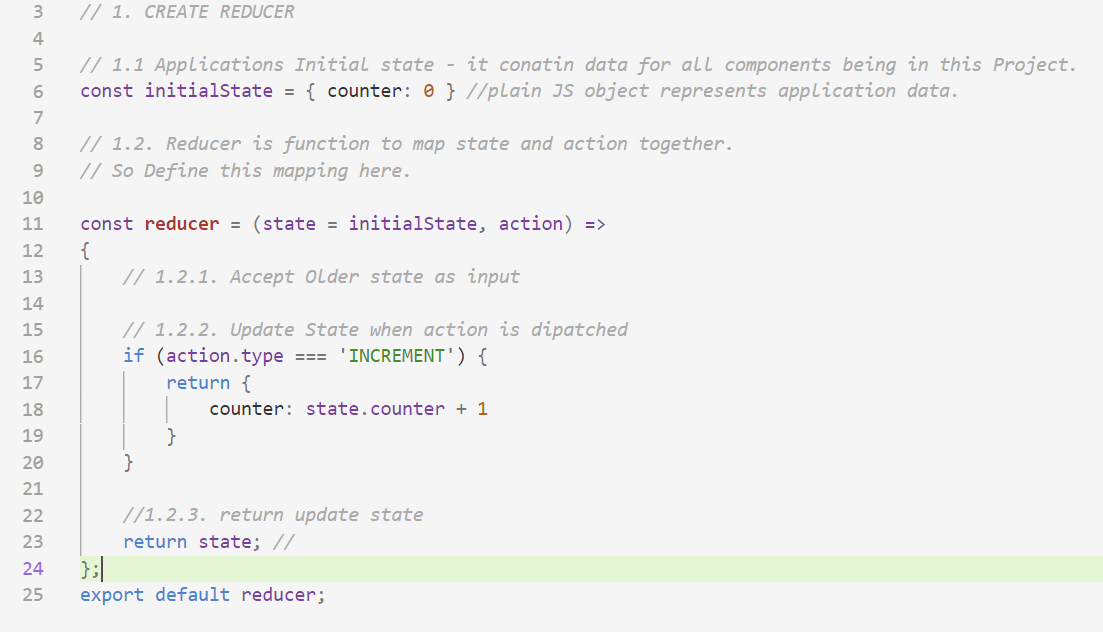 3 // 1. CREATE REDUCER
4
5 // 1.1 Applications Initial state - it conatin data for all components being in this Project.
6 const initialState = { counter: 0 } //plain JS object represents application data.
7
8 // 1.2. Reducer is function to map state and action together.
9 // So Define this mapping here.
10
11 const reducer = (state = initialState, action) =>
12 {
13 // 1.2.1. Accept Older state as input
14
15 // 1.2.2. Update State when action is dipatched
16 if (action.type === 'INCREMENT') {
17 return {
18 counter: state.counter + 1
19 }
20 }
21
22 //1.2.3. return update state
23 return state; //
24 };
25 export default reducer;